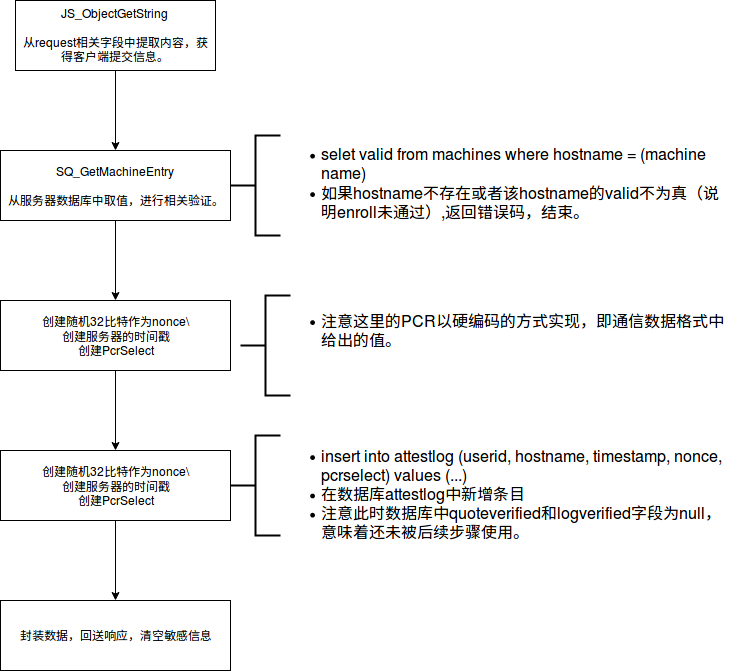 JS_ObjectGetString
从request相关字段中提取内容，获
得客户端提交信息。
SQ_GetMachineEntry
从服务器数据库中取值，进行相关验证。
• selet valid from machines where hostname = (machine
name)
• 如果hostname不存在或者该hostname的valid不为真（说
明enroll未通过）,返回错误码，结束。
创建随机32比特作为nonce\
创建服务器的时间戳
创建PcrSelect
• 注意这里的PCR以硬编码的方式实现，即通信数据格式中
给出的值。
创建随机32比特作为nonce\
创建服务器的时间戳
创建PcrSelect
• insert into attestlog (userid, hostname, timestamp, nonce,
pcrselect) values (...)
• 在数据库attestlog中新增条目
• 注意此时数据库中quoteverified和logverified字段为null，
意味着还未被后续步骤使用。
封装数据，回送响应，清空敏感信息